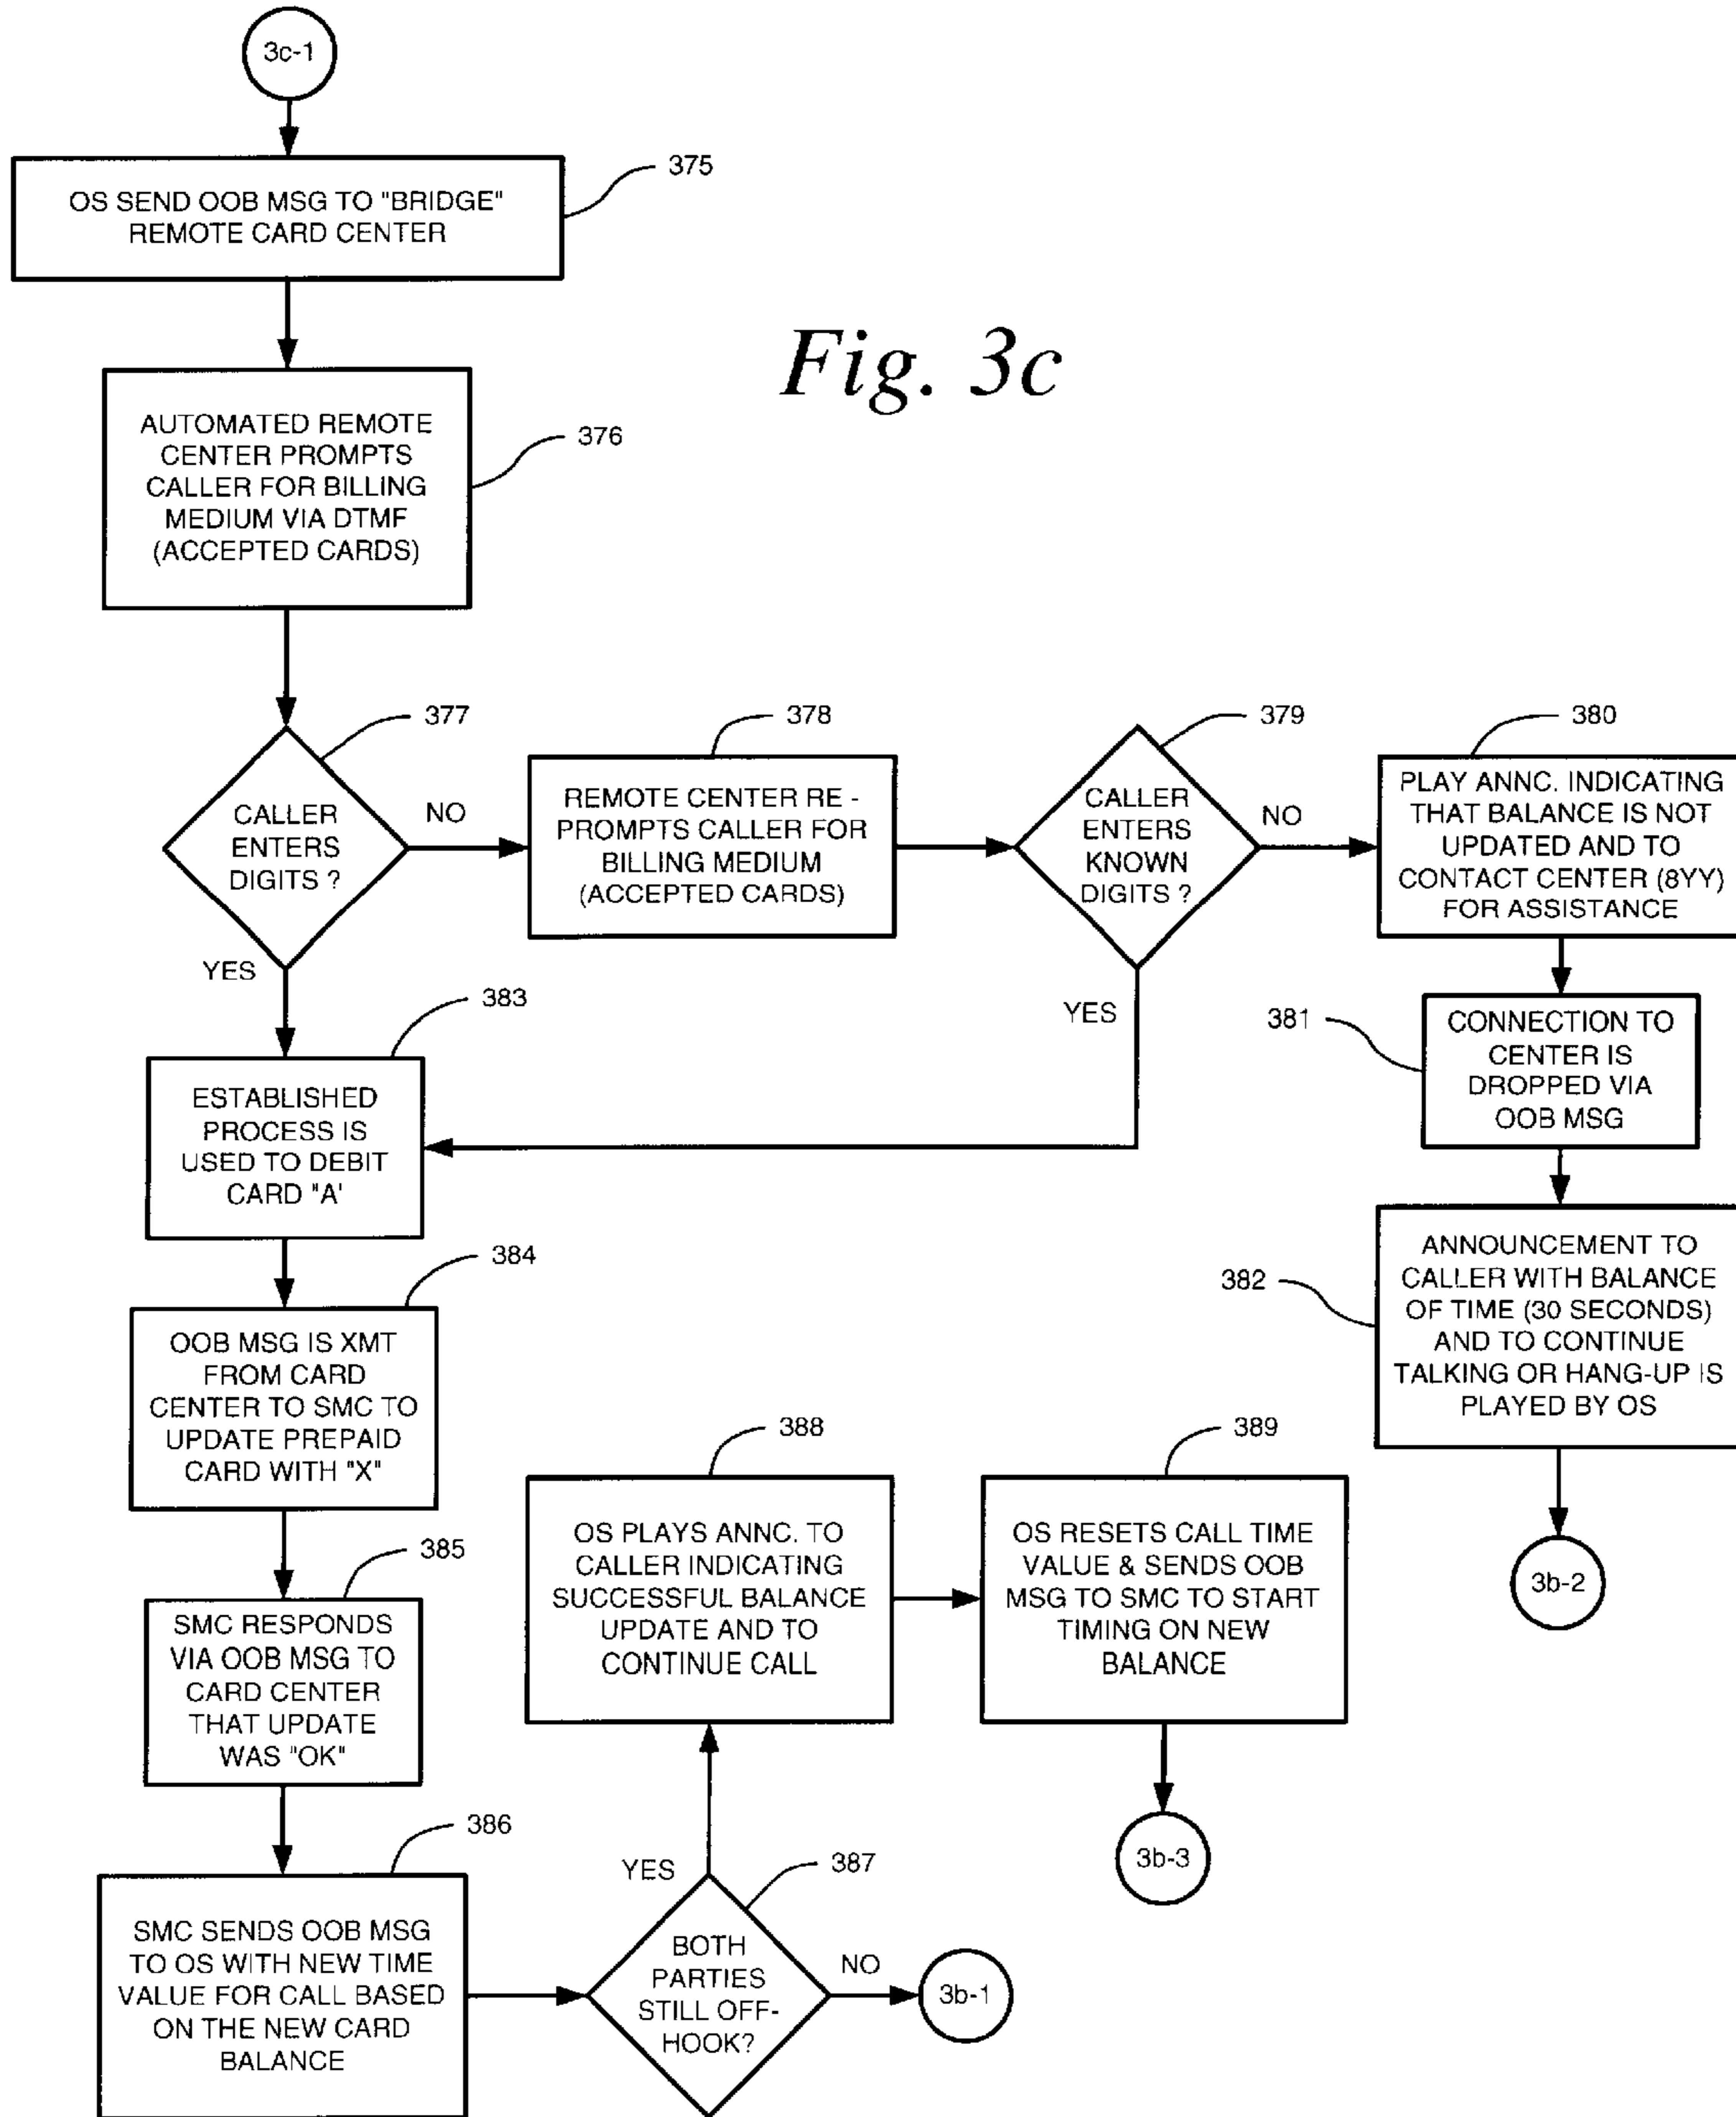 3c-1
375
OS SEND OOB MSG TO "BRIDGE"
REMOTE CARD CENTER
Fig. 3c
376
AUTOMATED REMOTE
CENTER PROMPTS
CALLER FOR BILLING
MEDIUM VIA DTMF
(ACCEPTED CARDS)
377
CALLER
ENTERS
DIGITS ?
NO
YES
378
REMOTE CENTER RE -
PROMPTS CALLER FOR
BILLING MEDIUM
(ACCEPTED CARDS)
379
CALLER
ENTERS
KNOWN
DIGITS ?
NO
YES
380
PLAY ANNC. INDICATING
THAT BALANCE IS NOT
UPDATED AND TO
CONTACT CENTER (8YY)
FOR ASSISTANCE
381
CONNECTION TO
CENTER IS
DROPPED VIA
OOB MSG
382
ANNOUNCEMENT TO
CALLER WITH BALANCE
OF TIME (30 SECONDS)
AND TO CONTINUE
TALKING OR HANG-UP IS
PLAYED BY OS
3b-2
383
ESTABLISHED
PROCESS IS
USED TO DEBIT
CARD "A'
384
OOB MSG IS XMT
FROM CARD
CENTER TO SMC TO
UPDATE PREPAID
CARD WITH "X"
385
SMC RESPONDS
VIA OOB MSG TO
CARD CENTER
THAT UPDATE
WAS "OK"
386
SMC SENDS OOB MSG
TO OS WITH NEW TIME
VALUE FOR CALL BASED
ON THE NEW CARD
BALANCE
387
BOTH
PARTIES
STILL OFF-
HOOK?
YES
NO
3b-1
388
OS PLAYS ANNC. TO
CALLER INDICATING
SUCCESSFUL BALANCE
UPDATE AND TO
CONTINUE CALL
389
OS RESETS CALL TIME
VALUE & SENDS OOB
MSG TO SMC TO START
TIMING ON NEW
BALANCE
3b-3